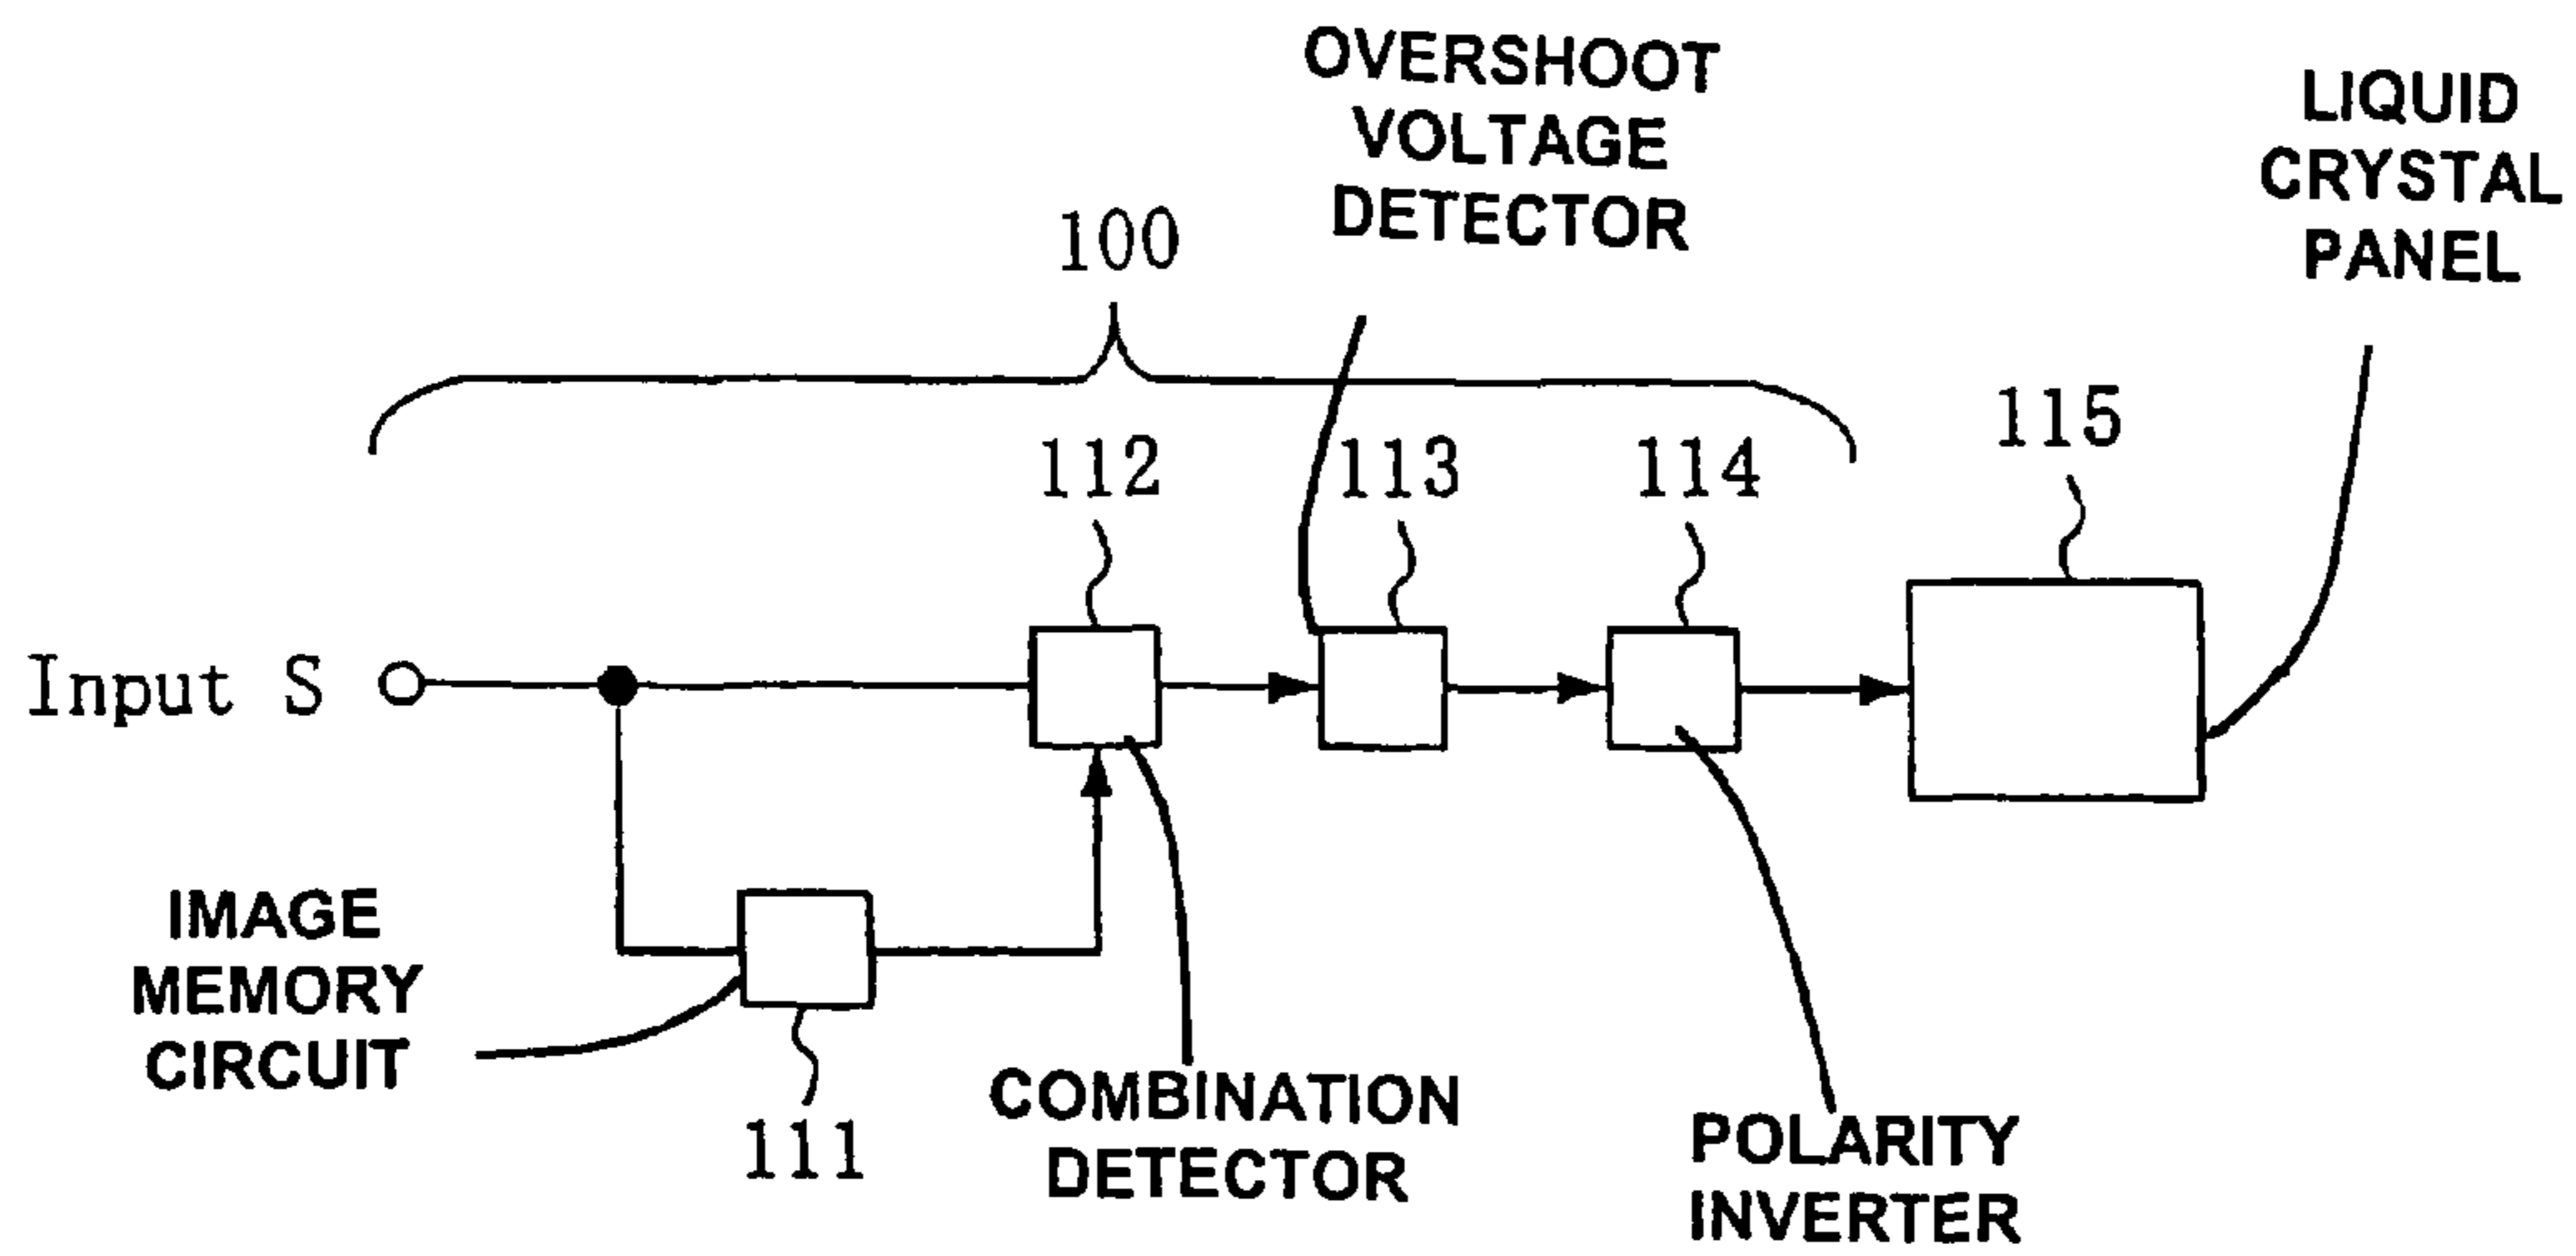 OVERSHOOT
VOLTAGE
DETECTOR
LIQUID
CRYSTAL
PANEL
100
112
113
114
115
Input S
IMAGE
MEMORY
CIRCUIT
111
COMBINATION
DETECTOR
POLARITY
INVERTER